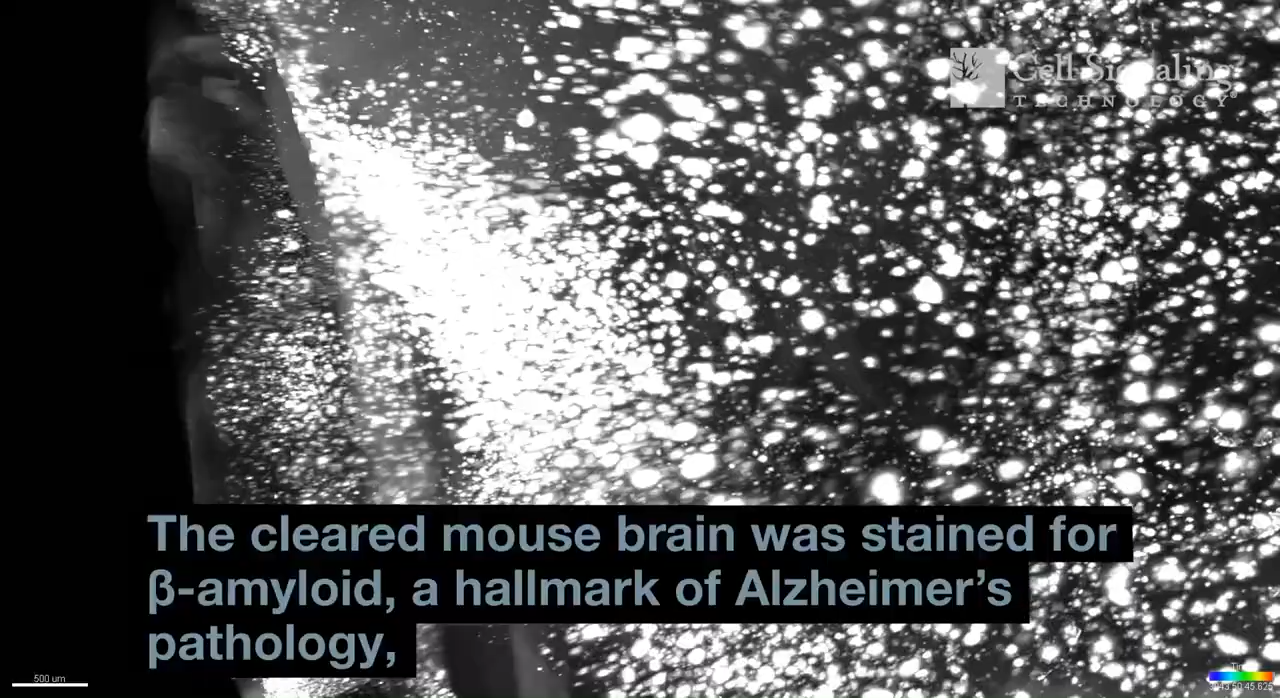 Cell Signaling
TECHNOLOGY®
The cleared mouse brain was stained for
β-amyloid, a hallmark of Alzheimer’s
pathology,
500 um